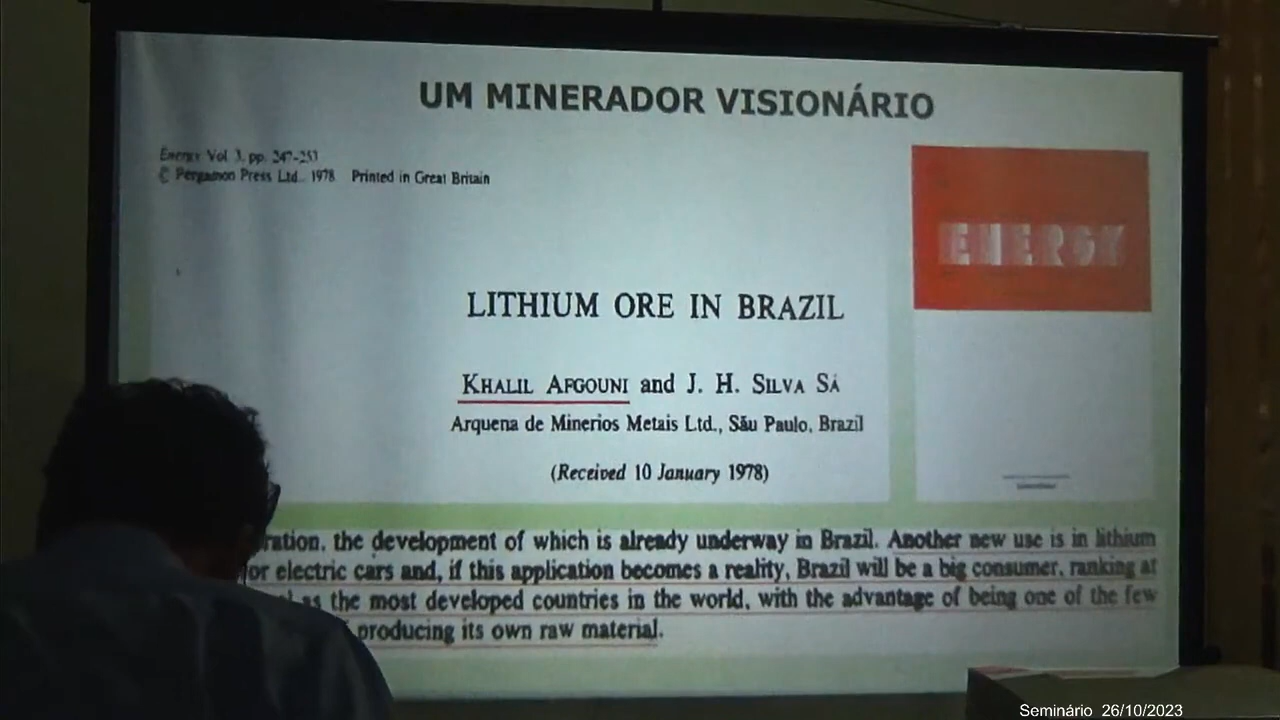 UM MINERADOR VISIONÁRIO
Energy Vol 3, pp. 247-253
© Pergamon Press Ltd., 1978 Printed in Great Britain
ENERGY
LITHIUM ORE IN BRAZIL
KHALIL AFGOUNI and J. H. SILVA SÁ
Arquena de Minerios Metais Ltd., São Paulo, Brazil
(Received 10 January 1978)
ration, the development of which is already underway in Brazil. Another new use is in lithium
or electric cars and, if this application becomes a reality, Brazil will be a big consumer, ranking at
as the most developed countries in the world, with the advantage of being one of the few
producing its own raw material.
Seminário 26/10/2023